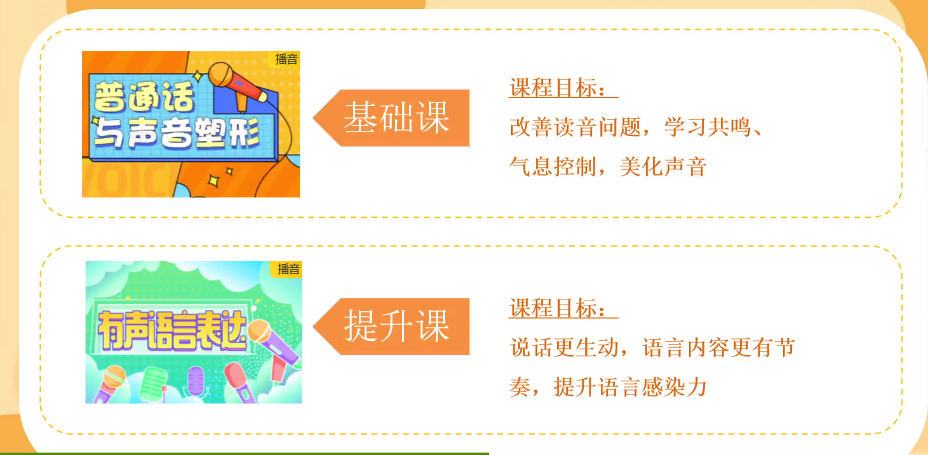 播音
普通话
与声音塑形
VOIC
基础课
课程目标：
改善读音问题，学习共鸣、
气息控制，美化声音
播音
有声语言表达
提升课
课程目标：
说话更生动，语言内容更有节
奏，提升语言感染力